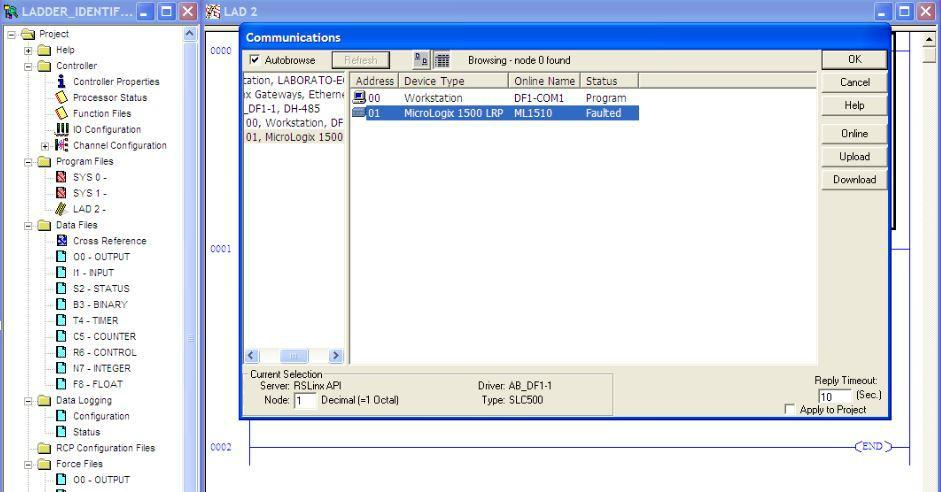 LADDER_IDENTIF...
Project
Help
Controller
Controller Properties
Processor Status
Function Files
IO Configuration
Channel Configuration
Program Files
SYS 0 -
SYS 1 -
LAD 2 -
Data Files
Cross Reference
O0 - OUTPUT
I1 - INPUT
S2 - STATUS
B3 - BINARY
T4 - TIMER
C5 - COUNTER
R6 - CONTROL
N7 - INTEGER
F8 - FLOAT
Data Logging
Configuration
Status
RCP Configuration Files
Force Files
O0 - OUTPUT
LAD 2
0000
0001
0002
END
Communications
Autobrowse
Refresh
Browsing - node 0 found
tation, LABORATO-E
x Gateways, Etherne
_DF1-1, DH-485
00, Workstation, DF
01, MicroLogix 1500
Address Device Type Online Name Status
00 Workstation DF1-COM1 Program
01 MicroLogix 1500 LRP ML1510 Faulted
OK
Cancel
Help
Online
Upload
Download
Current Selection
Server: RSLinx API
Driver: AB_DF1-1
Node: 1 Decimal (=1 Octal)
Type: SLC500
Reply Timeout:
10 (Sec.)
Apply to Project